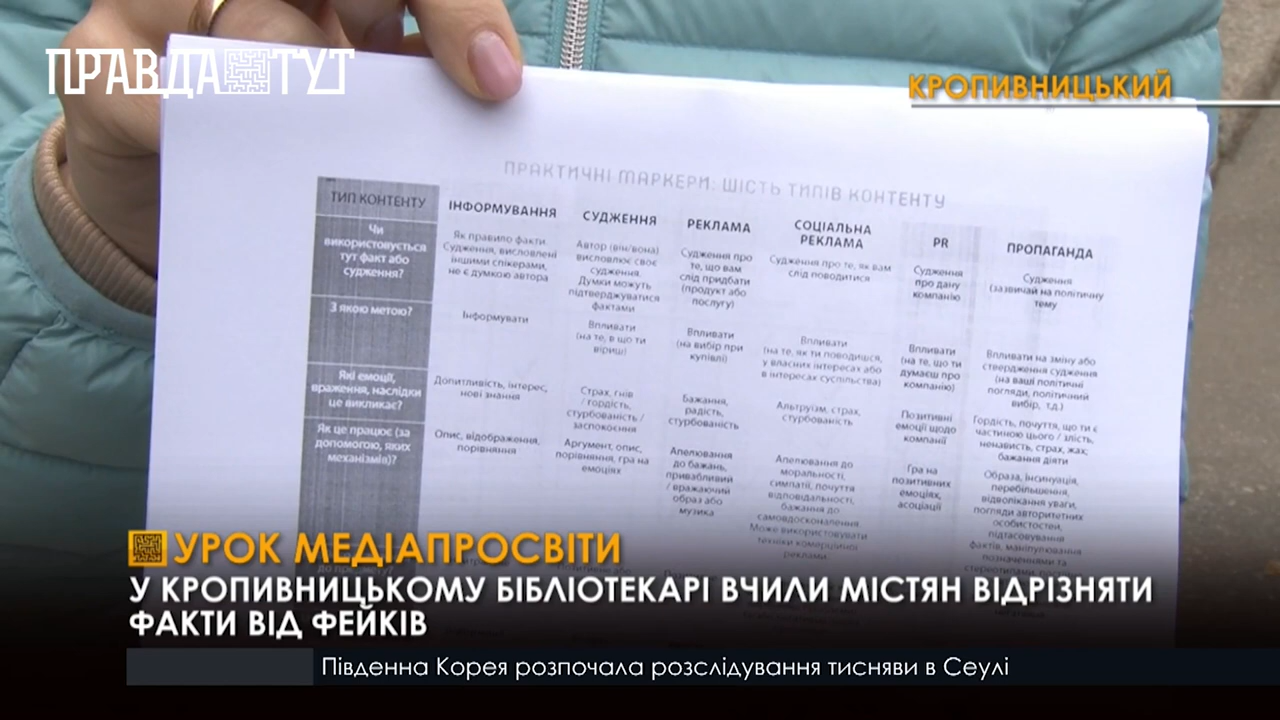 ПРАВДА ТУТ
КРОПИВНИЦЬКИЙ
ПРАКТИЧНІ МАРКЕРИ: ШІСТЬ ТИПІВ КОНТЕНТУ
ТИП КОНТЕНТУ
ІНФОРМУВАННЯ
СУДЖЕННЯ
РЕКЛАМА
СОЦІАЛЬНА
РЕКЛАМА
PR
ПРОПАГАНДА
Чи
використовується
тут факт або
судження?
Як правило факти.
Судження, висловлені
іншими спікерами,
не є думкою автора
Автор (він/вона)
висловлює своє
судження.
Думки можуть
підтверджуватися
фактами
Судження про
те, що вам
слід придбати
(продукт або
послугу)
Судження про те, як вам
слід поводитися
Судження
про дану
компанію
Судження
(зазвичай на політичну
тему
З якою метою?
Інформувати
Впливати
(на те, в що ти
віриш)
Впливати
(на вибір при
купівлі)
Впливати
(на те, як ти поводишся,
у власних інтересах або
в інтересах суспільства)
Впливати
(на те, що ти
думаєш про
компанію)
Впливати на зміну або
ствердження судження
(на ваші політичні
погляди, політичний
вибір, т.д.)
Які емоції,
враження, наслідки
це викликає?
Допитливість, інтерес,
нові знання
Страх, гнів
/ гордість,
стурбованість /
заспокоєння
Бажання,
радість,
стурбованість
Альтруїзм, страх,
стурбованість
Позитивні
емоції щодо
компанії
Гордість, почуття, що ти є
частиною цього / злість,
ненависть, страх, жах,
бажання діяти
Як це працює (за
допомогою, яких
механізмів)?
Опис, відображення,
порівняння
Аргумент, опис,
порівняння, гра на
емоціях
Апелювання
до бажань,
привабливий
/ вражаючий
образ або
музика
Апелювання до
моральності,
симпатії, почуття
відповідальності,
бажання до
самовдосконалення
Може використовувати
техніки комерційної
реклами
Гра на
позитивних
емоціях,
асоціації
Образа, інсинуація,
перебільшення,
відволікання уваги,
погляди авторитетних
особистостей,
підтасовування
фактів, маніпулювання
позначеннями та
стереотипами,
УРОК МЕДІАПРОСВІТИ
У КРОПИВНИЦЬКОМУ БІБЛІОТЕКАРІ ВЧИЛИ МІСТЯН ВІДРІЗНЯТИ
ФАКТИ ВІД ФЕЙКІВ
Південна Корея розпочала розслідування тисняви в Сеулі